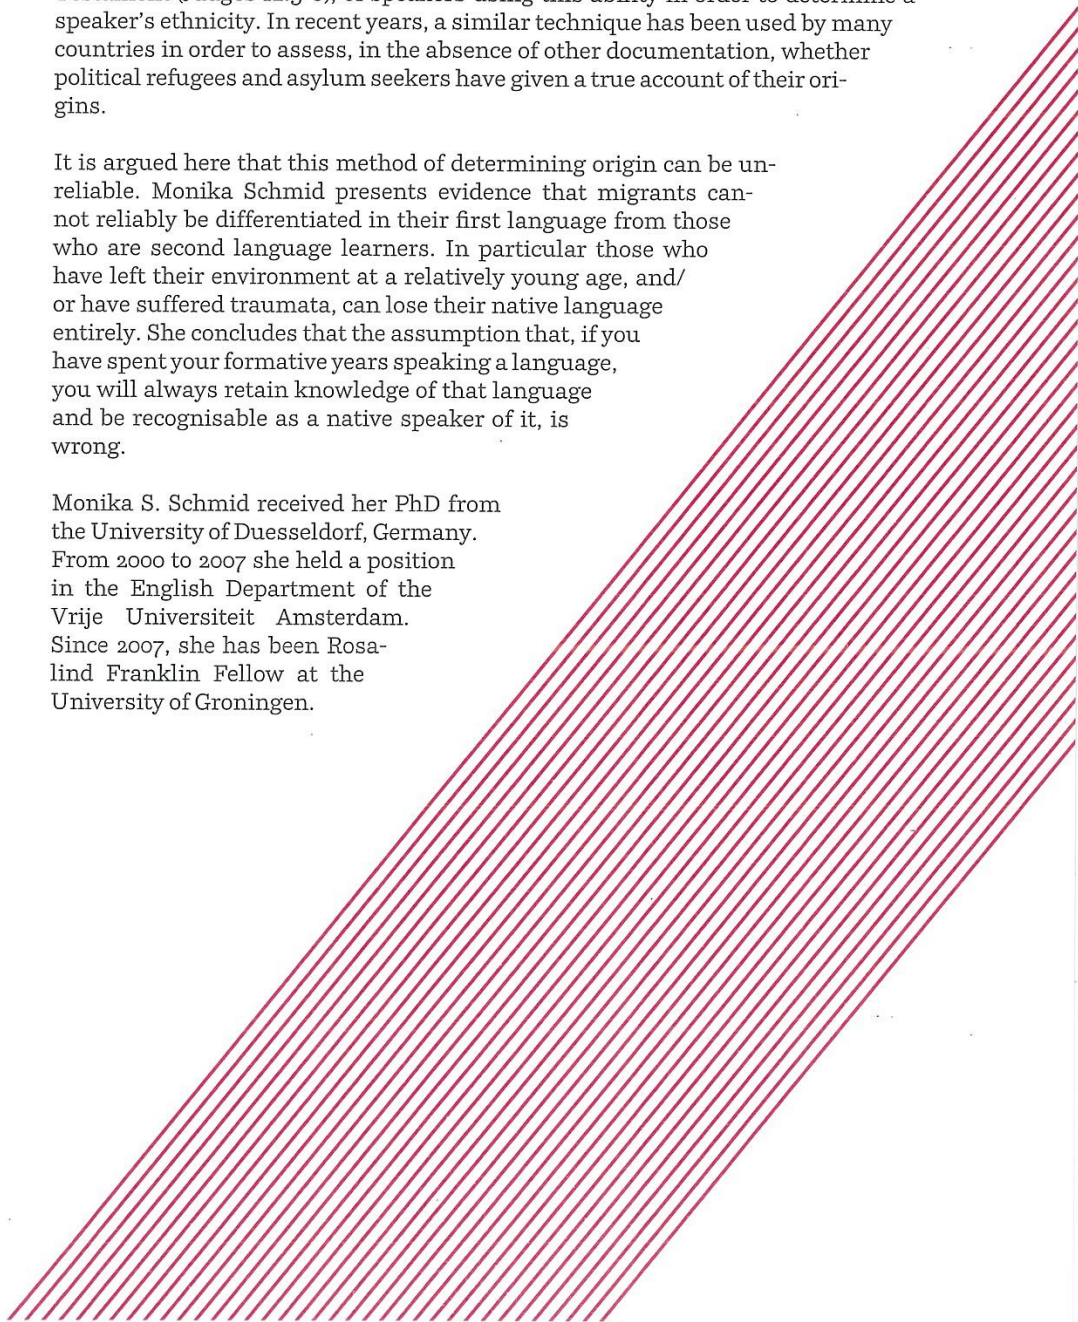 speaker’s ethnicity. In recent years, a similar technique has been used by many
countries in order to assess, in the absence of other documentation, whether
political refugees and asylum seekers have given a true account of their ori-
gins.
It is argued here that this method of determining origin can be un-
reliable. Monika Schmid presents evidence that migrants can-
not reliably be differentiated in their first language from those
who are second language learners. In particular those who
have left their environment at a relatively young age, and/
or have suffered traumata, can lose their native language
entirely. She concludes that the assumption that, if you
have spent your formative years speaking a language,
you will always retain knowledge of that language
and be recognisable as a native speaker of it, is
wrong.
Monika S. Schmid received her PhD from
the University of Duesseldorf, Germany.
From 2000 to 2007 she held a position
in the English Department of the
Vrije Universiteit Amsterdam.
Since 2007, she has been Rosa-
lind Franklin Fellow at the
University of Groningen.